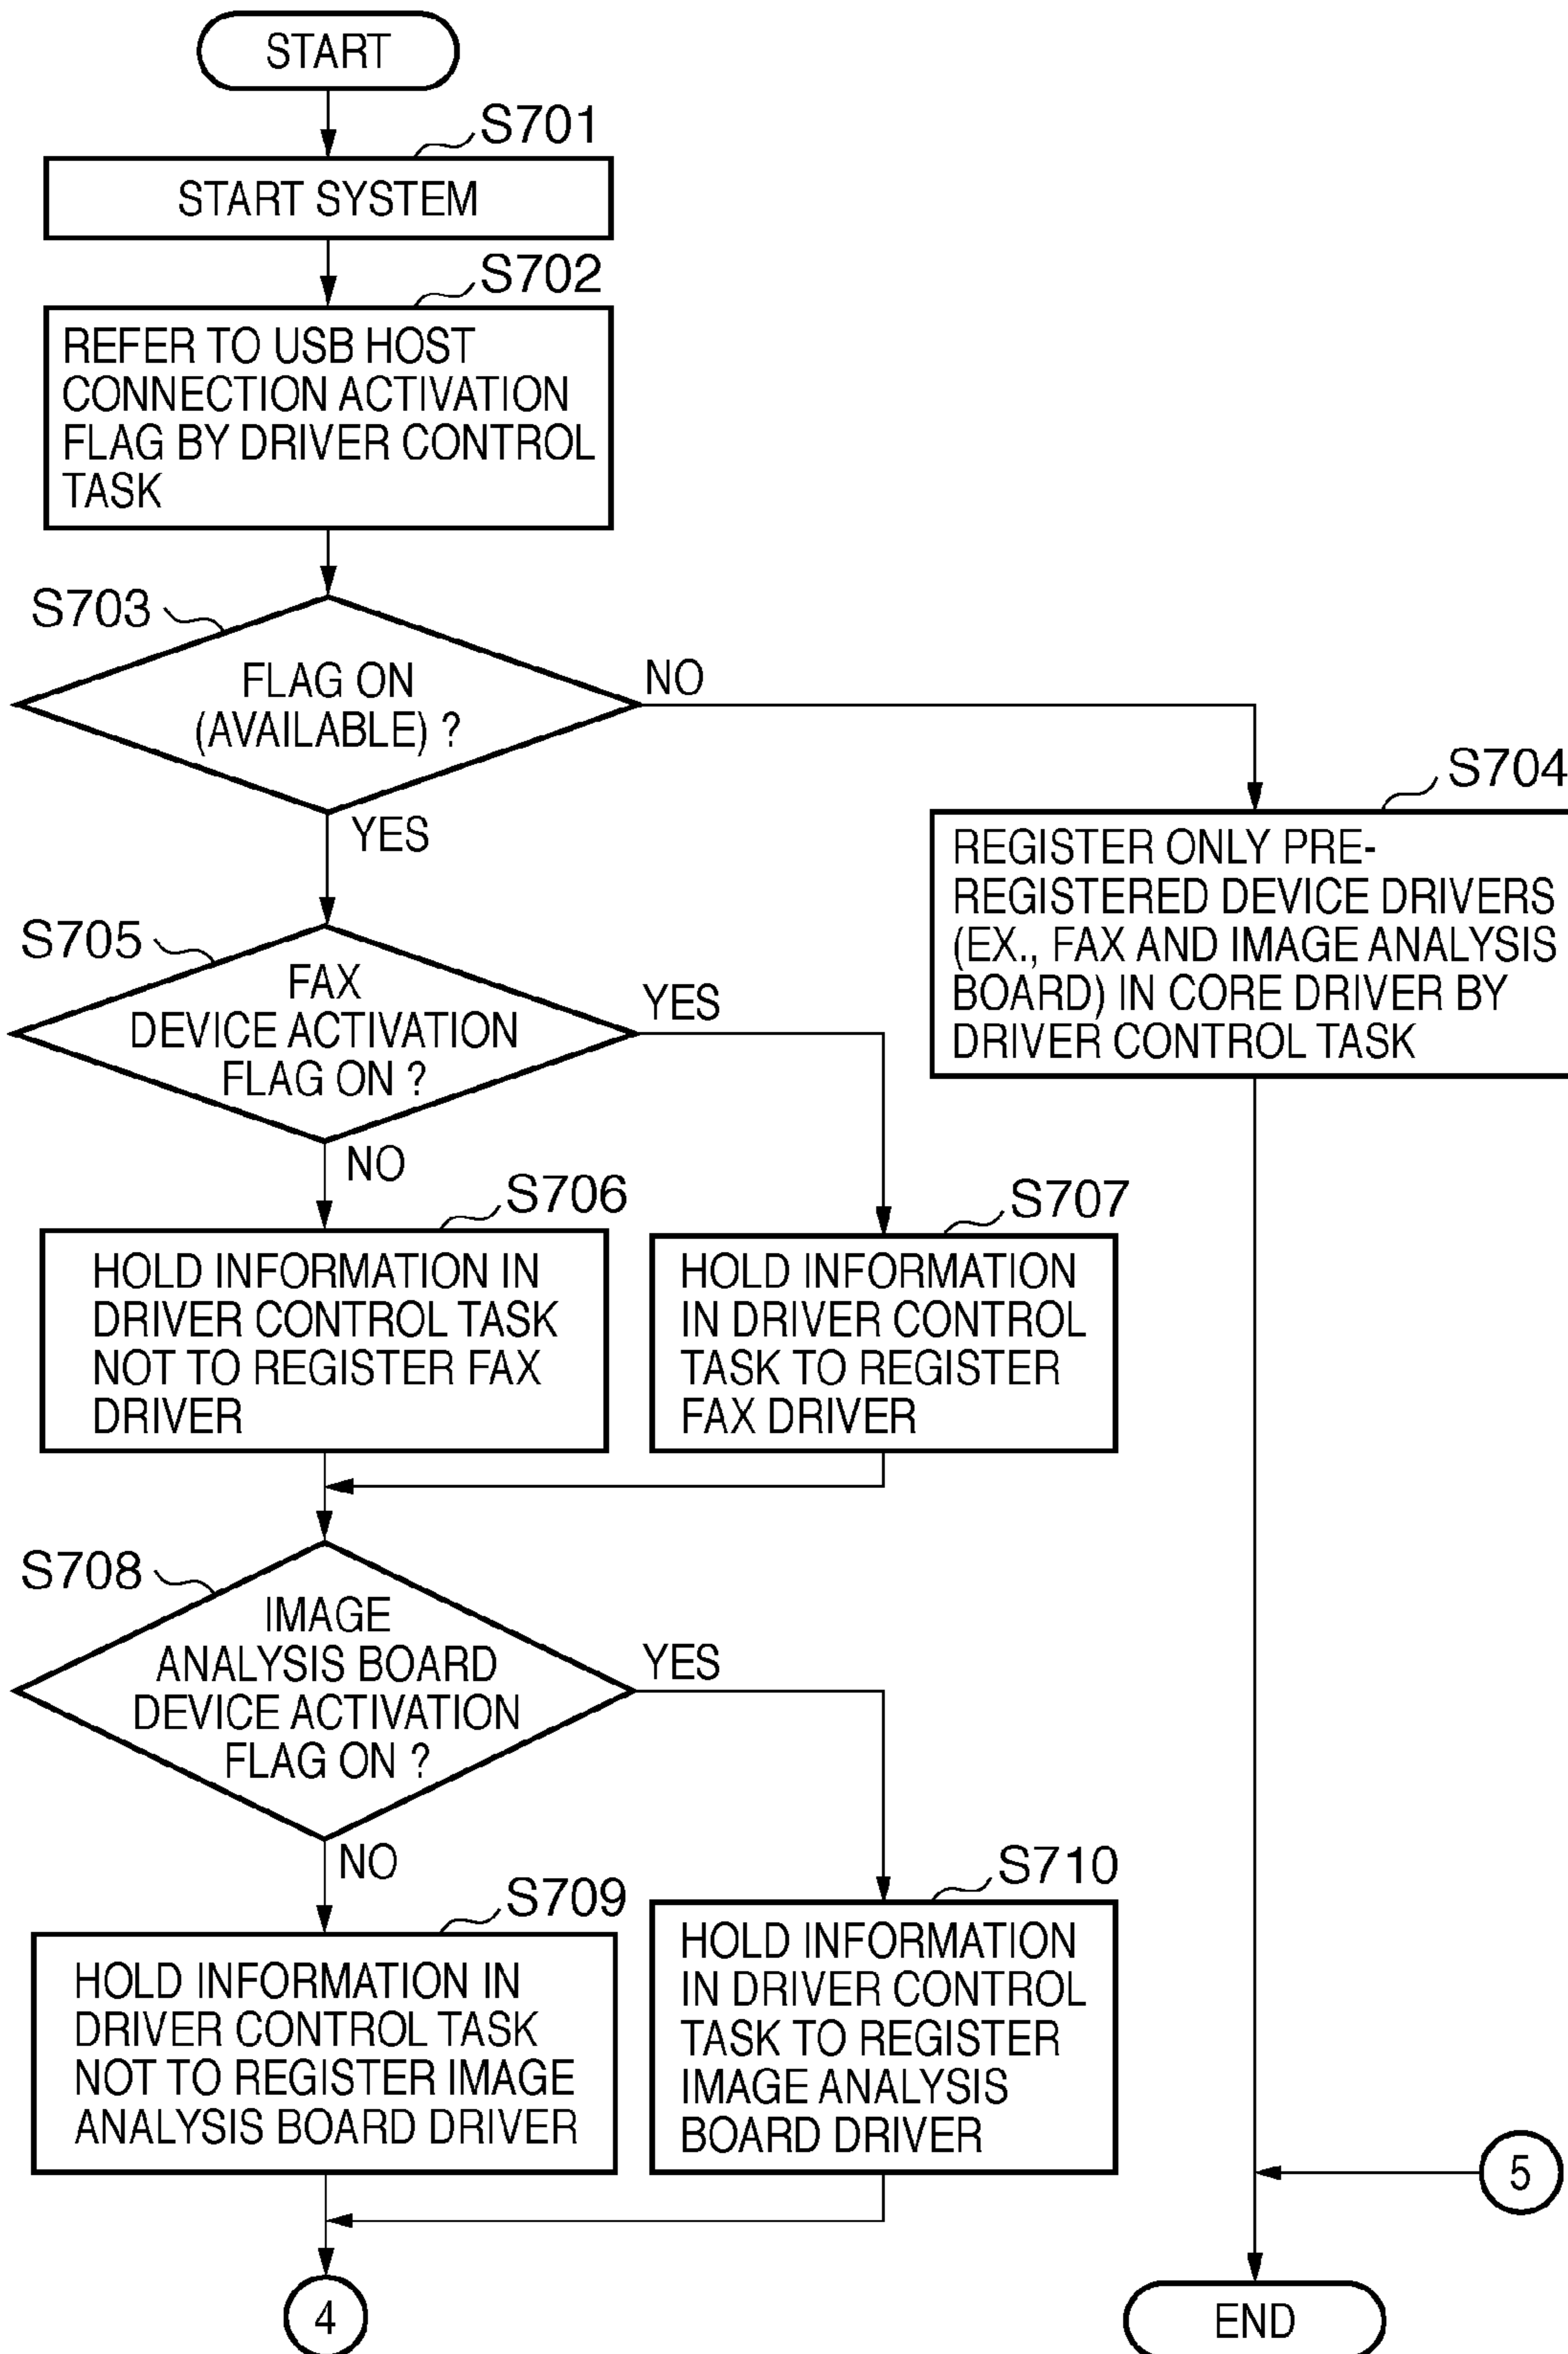 START
S701
START SYSTEM
S702
REFER TO USB HOST
CONNECTION ACTIVATION
FLAG BY DRIVER CONTROL
TASK
S703
FLAG ON
(AVAILABLE) ?
NO
YES
S704
REGISTER ONLY PRE-
REGISTERED DEVICE DRIVERS
(EX., FAX AND IMAGE ANALYSIS
BOARD) IN CORE DRIVER BY
DRIVER CONTROL TASK
S705
FAX
DEVICE ACTIVATION
FLAG ON ?
YES
NO
S706
HOLD INFORMATION IN
DRIVER CONTROL TASK
NOT TO REGISTER FAX
DRIVER
S707
HOLD INFORMATION
IN DRIVER CONTROL
TASK TO REGISTER
FAX DRIVER
S708
IMAGE
ANALYSIS BOARD
DEVICE ACTIVATION
FLAG ON ?
YES
NO
S709
HOLD INFORMATION IN
DRIVER CONTROL TASK
NOT TO REGISTER IMAGE
ANALYSIS BOARD DRIVER
S710
HOLD INFORMATION
IN DRIVER CONTROL
TASK TO REGISTER
IMAGE ANALYSIS
BOARD DRIVER
5
4
END